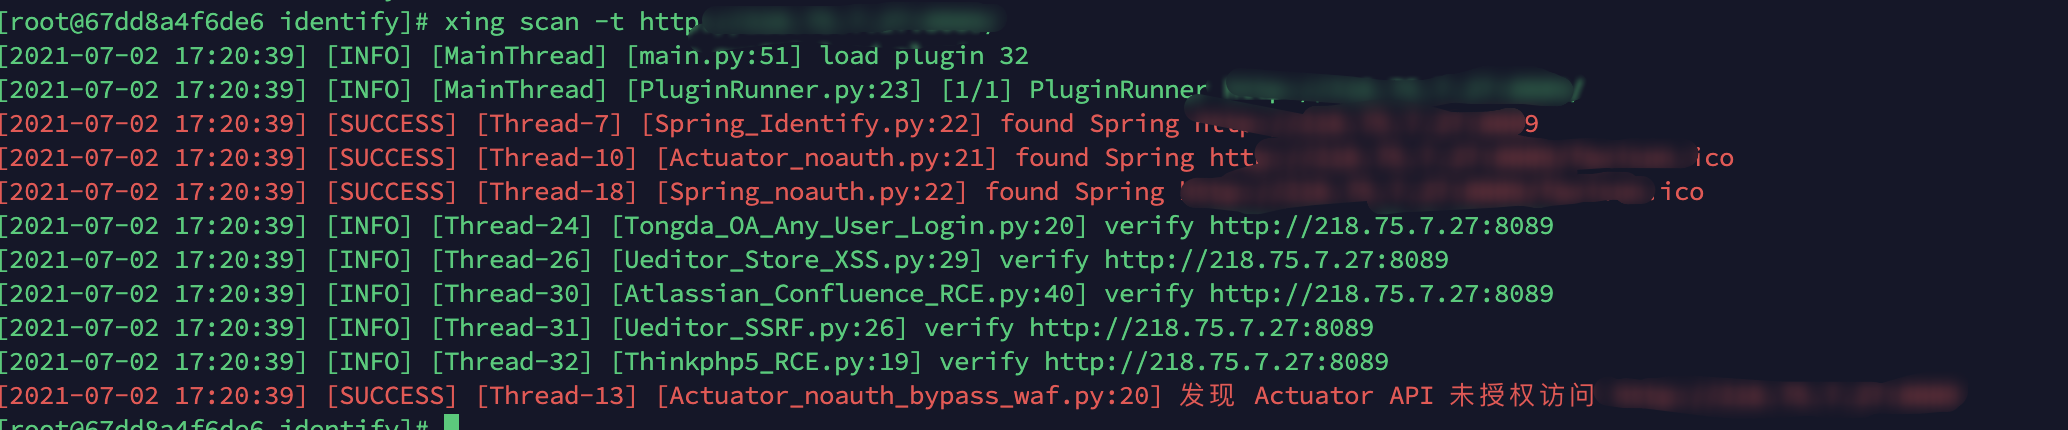 [root@67dd8a4f6de6 identify]# xing scan -t http
[2021-07-02 17:20:39] [INFO] [MainThread] [main.py:51] load plugin 32
[2021-07-02 17:20:39] [INFO] [MainThread] [PluginRunner.py:23] [1/1] PluginRunner
[2021-07-02 17:20:39] [SUCCESS] [Thread-7] [Spring_Identify.py:22] found Spring http 9
[2021-07-02 17:20:39] [SUCCESS] [Thread-10] [Actuator_noauth.py:21] found Spring htt ico
[2021-07-02 17:20:39] [SUCCESS] [Thread-18] [Spring_noauth.py:22] found Spring ico
[2021-07-02 17:20:39] [INFO] [Thread-24] [Tongda_OA_Any_User_Login.py:20] verify http://218.75.7.27:8089
[2021-07-02 17:20:39] [INFO] [Thread-26] [Ueditor_Store_XSS.py:29] verify http://218.75.7.27:8089
[2021-07-02 17:20:39] [INFO] [Thread-30] [Atlassian_Confluence_RCE.py:40] verify http://218.75.7.27:8089
[2021-07-02 17:20:39] [INFO] [Thread-31] [Ueditor_SSRF.py:26] verify http://218.75.7.27:8089
[2021-07-02 17:20:39] [INFO] [Thread-32] [Thinkphp5_RCE.py:19] verify http://218.75.7.27:8089
[2021-07-02 17:20:39] [SUCCESS] [Thread-13] [Actuator_noauth_bypass_waf.py:20] 发现 Actuator API 未授权访问
[root@67dd8a4f6de6 identify]#